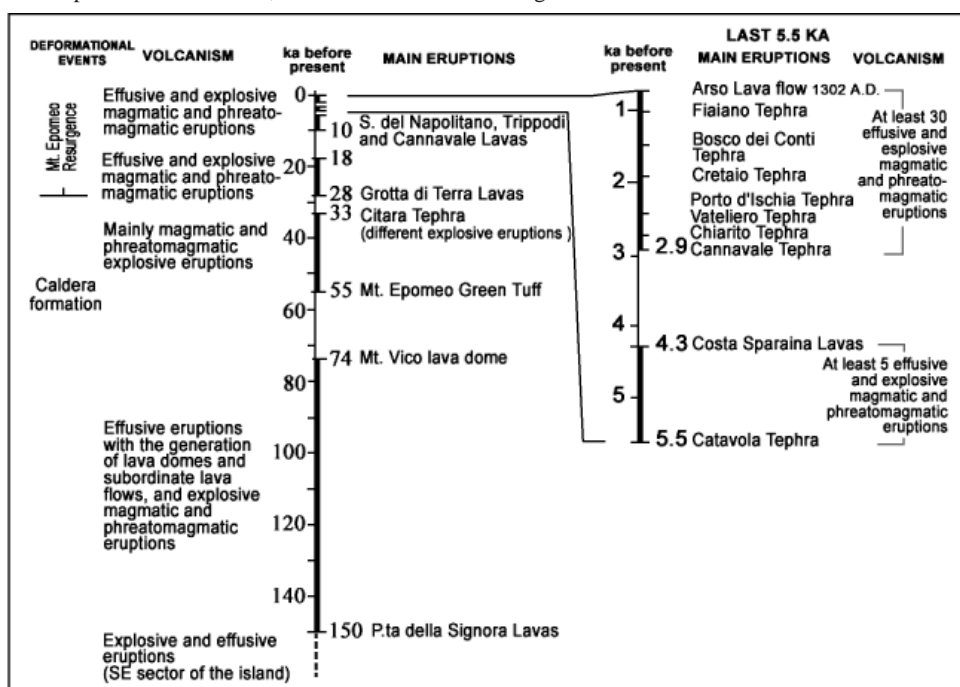 DEFORMATIONAL
EVENTS
VOLCANISM
ka before
present
MAIN ERUPTIONS
Mt. Epomeo
Resurgence
Effusive and explosive
magmatic and phreato-
magmatic eruptions
Effusive and explosive
magmatic and phreato-
magmatic eruptions
Mainly magmatic and
phreatomagmatic
explosive eruptions
Caldera
formation
Effusive eruptions
with the generation
of lava domes and
subordinate lava
flows, and explosive
magmatic and
phreatomagmatic
eruptions
Explosive and effusive
eruptions
(SE sector of the island)
0
20
40
60
80
100
120
140
10 S. del Napolitano, Trippodi
and Cannavale Lavas
18
28 Grotta di Terra Lavas
33 Citara Tephra
(different explosive eruptions )
55 Mt. Epomeo Green Tuff
74 Mt. Vico lava dome
150 P.ta della Signora Lavas
LAST 5.5 KA
ka before
present
MAIN ERUPTIONS
VOLCANISM
1
2
3
4
5
Arso Lava flow 1302 A.D.
Fiaiano Tephra
Bosco dei Conti
Tephra
Cretaio Tephra
Porto d'Ischia Tephra
Vateliero Tephra
Chiarito Tephra
2.9 Cannavale Tephra
4.3 Costa Sparaina Lavas
5.5 Catavola Tephra
At least 30
effusive and
esplosive
magmatic
and phreato-
magmatic
eruptions
At least 5 effusive
and explosive
magmatic and
phreatomagmatic
eruptions